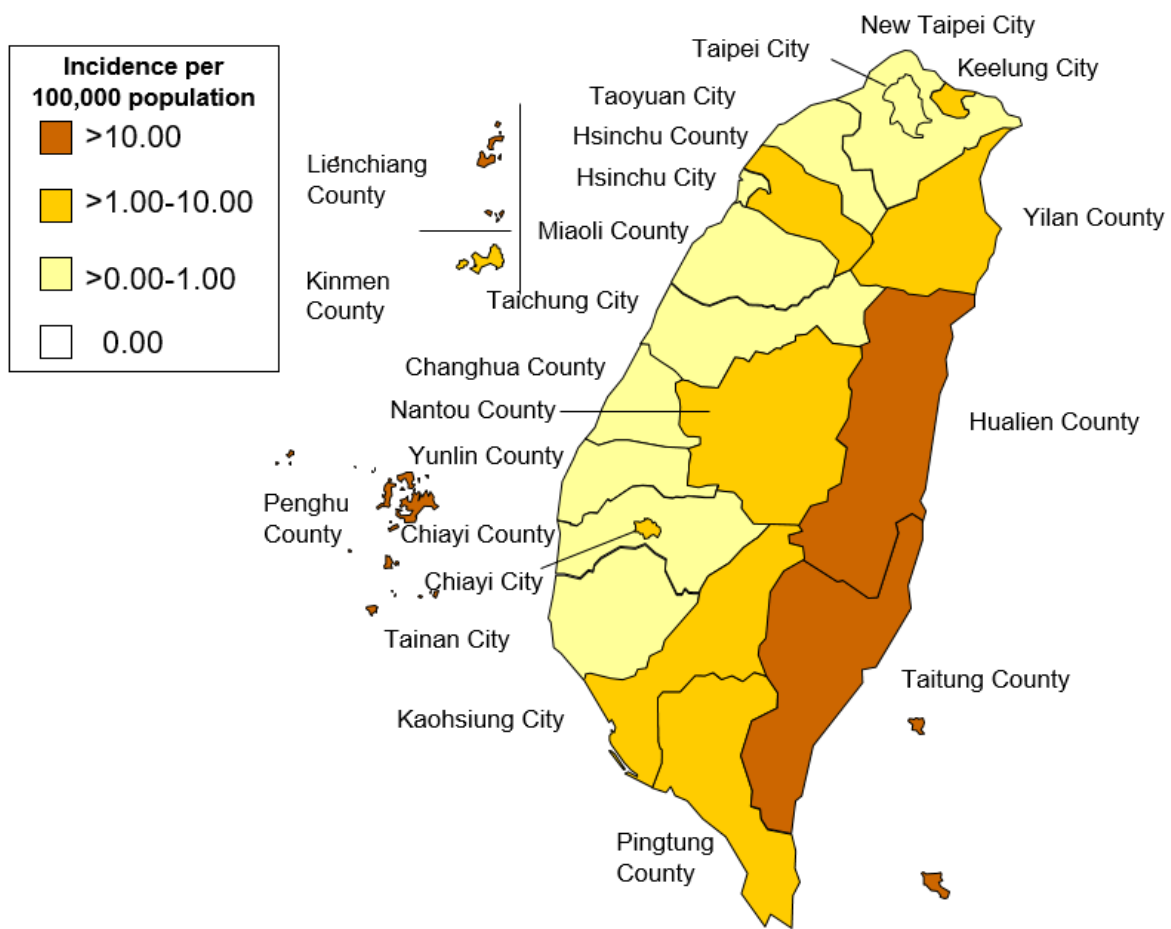 Incidence per
100,000 population
>10.00
>1.00-10.00
>0.00-1.00
0.00
New Taipei City
Taipei City
Keelung City
Taoyuan City
Hsinchu County
Hsinchu City
Lienchiang
County
Miaoli County
Yilan County
Kinmen
County
Taichung City
Changhua County
Nantou County
Hualien County
Yunlin County
Penghu
County
Chiayi County
Chiayi City
Tainan City
Taitung County
Kaohsiung City
Pingtung
County